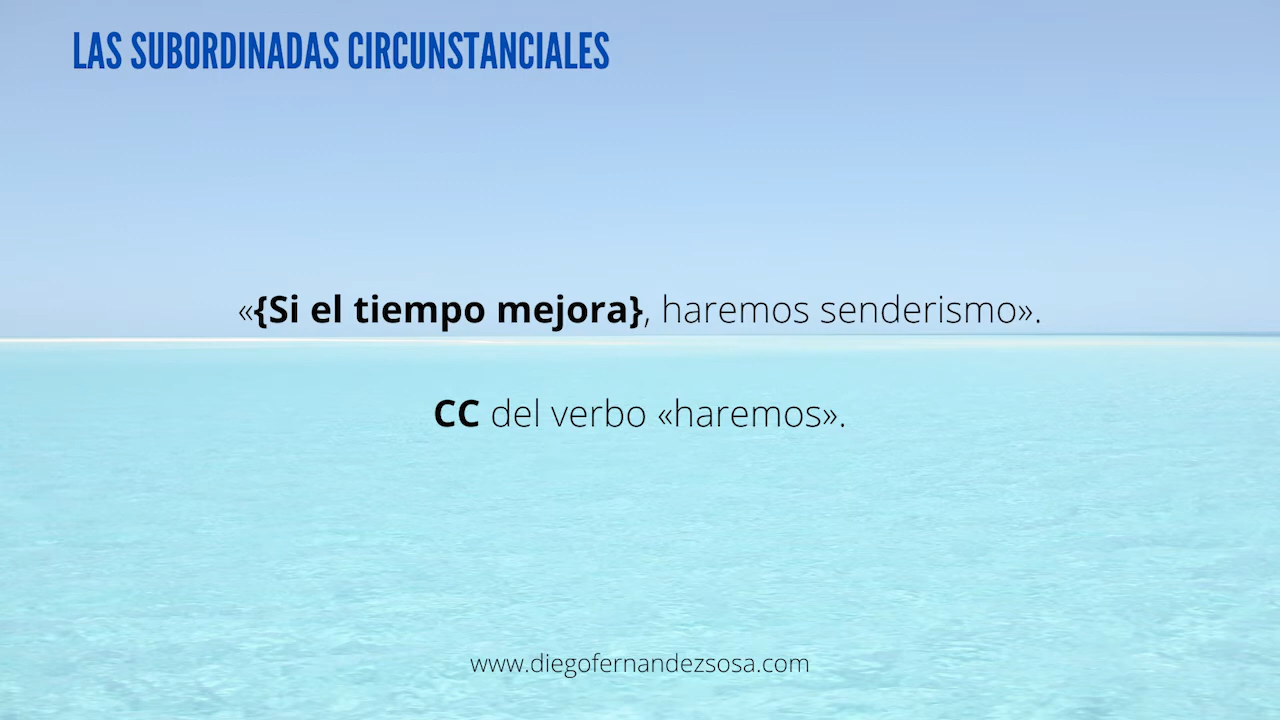 LAS SUBORDINADAS CIRCUNSTANCIALES
«{Si el tiempo mejora}, haremos senderismo».
CC del verbo «haremos».
www.diegofernandezsosa.com